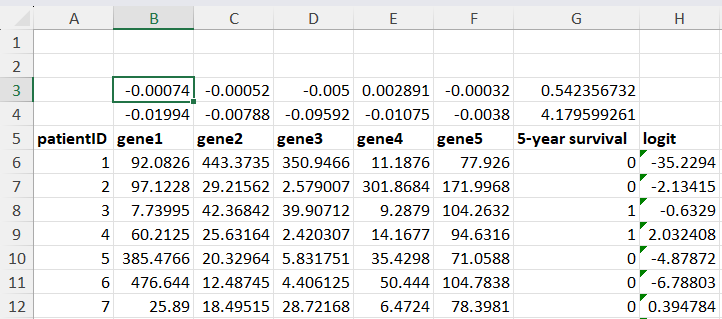 A B C D E F G H
1
2
3 -0.00074 -0.00052 -0.005 0.002891 -0.00032 0.542356732
4 -0.01994 -0.00788 -0.09592 -0.01075 -0.0038 4.179599261
5 patientID gene1 gene2 gene3 gene4 gene5 5-year survival logit
6 1 92.0826 443.3735 350.9466 11.1876 77.926 0 -35.2294
7 2 97.1228 29.21562 2.579007 301.8684 171.9968 0 -2.13415
8 3 7.73995 42.36842 39.90712 9.2879 104.2632 1 -0.6329
9 4 60.2125 25.63164 2.420307 14.1677 94.6316 1 2.032408
10 5 385.4766 20.32964 5.831751 35.4298 71.0588 0 -4.87872
11 6 476.644 12.48745 4.406125 50.444 104.7838 0 -6.78803
12 7 25.89 18.49515 28.72168 6.4724 78.3981 0 0.394784